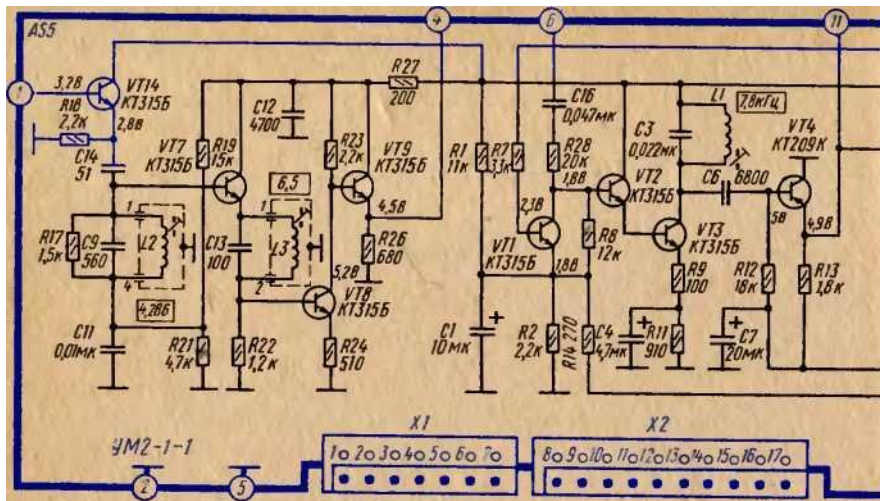 AS5
4
6
11
1
3,2В
VT14
КТ315Б
R18
2,2к
2,8В
C14
51
VT7
КТ315Б
R19
15к
C12
4700
R23
2,2к
VT9
КТ315Б
R27
200
R1
11к
R7
3,3к
C16
0,047мк
R28
20к
1,8В
VT2
КТ315Б
C3
0,022мк
L1
7,8кГц
VT4
КТ209К
C6
6800
1
6,5
4,5В
2,3В
5В
4,9В
R17
1,5к
C9
560
L2
C13
100
L3
R26
680
VT1
КТ315Б
R8
12к
VT3
КТ315Б
4
4,286
2
5,2В
VT8
КТ315Б
1,8В
R9
100
R12
18к
R13
1,8к
C11
0,01мк
R21
4,7к
R22
1,2к
R24
510
C1
10мк
+
R2
2,2к
R14 270
C4
4,7мк
+
R11
910
+
C7
20мк
УМ2-1-1
X1
X2
1 2 3 4 5 6 7
8 9 10 11 12 13 14 15 16 17
2
5